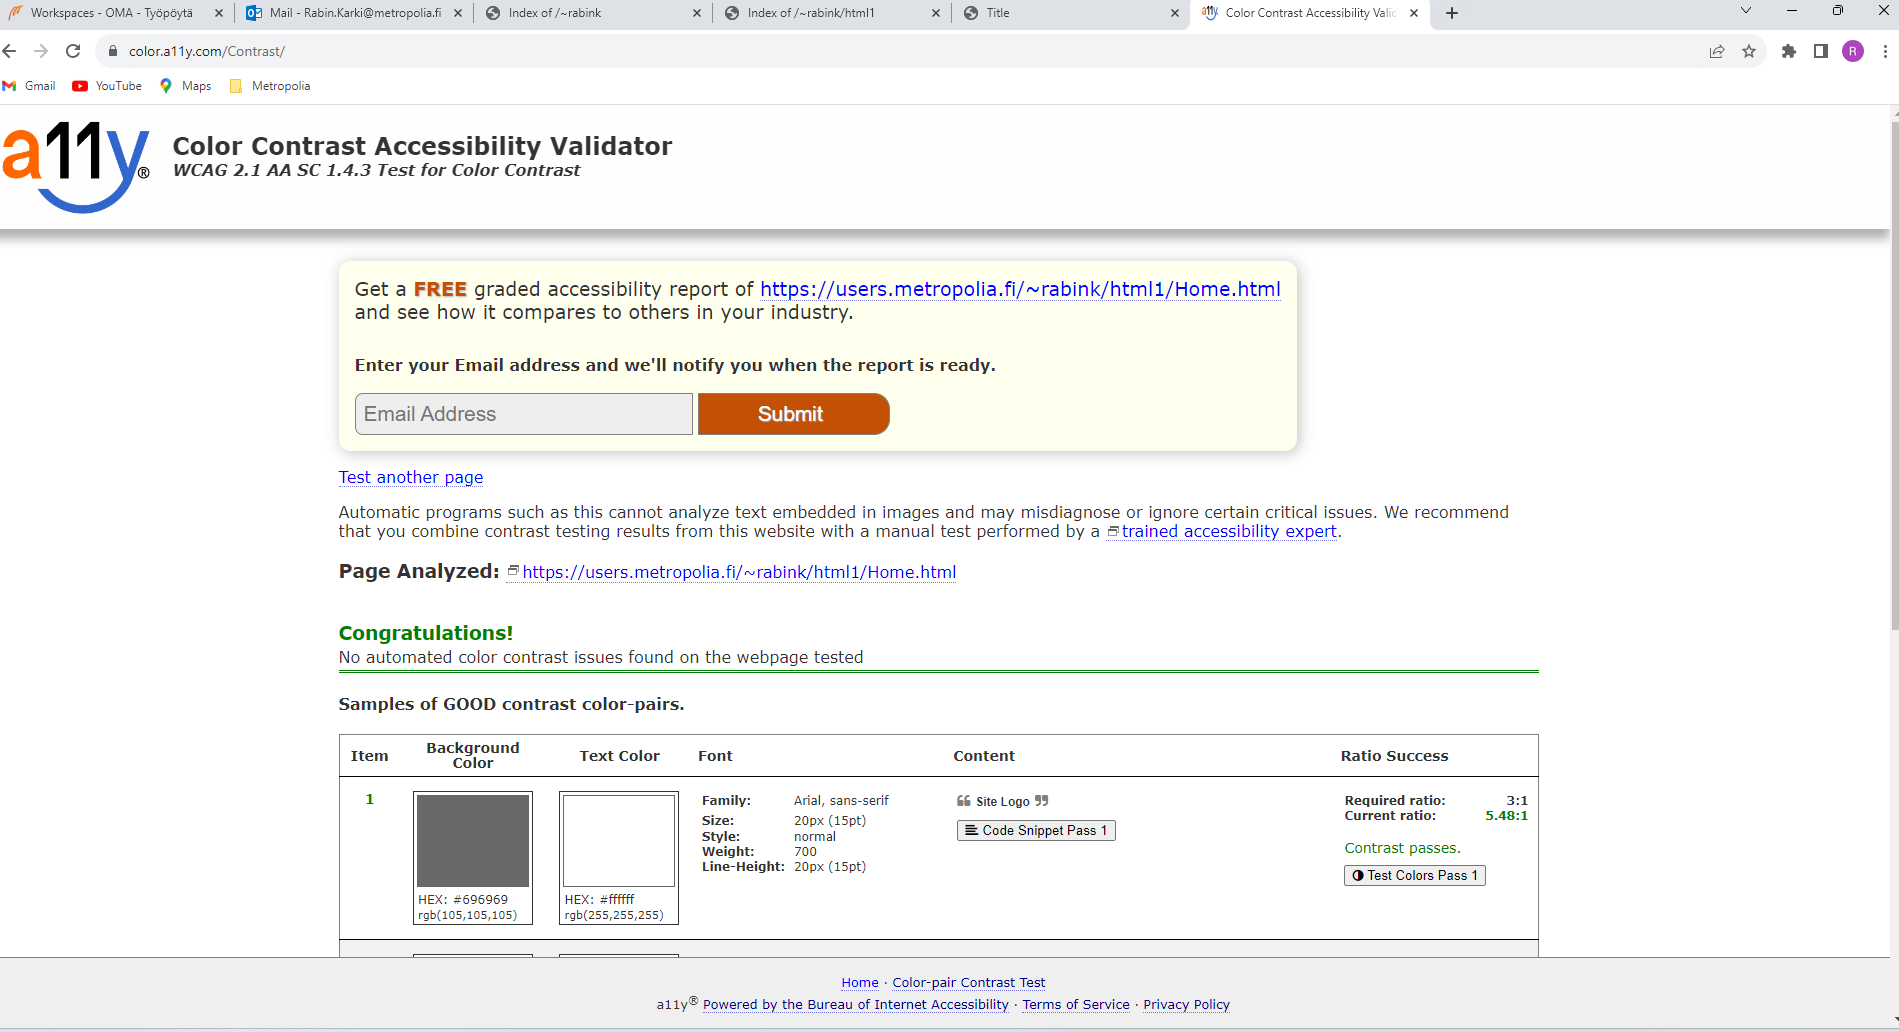 Workspaces - OMA - Työpöytä
Mail - Rabin.Karki@metropolia.fi
Index of /~rabink
Index of /~rabink/html1
Title
Color Contrast Accessibility Valid
color.a11y.com/Contrast/
R
Gmail
YouTube
Maps
Metropolia
a11y®
Color Contrast Accessibility Validator
WCAG 2.1 AA SC 1.4.3 Test for Color Contrast
Get a FREE graded accessibility report of https://users.metropolia.fi/~rabink/html1/Home.html
and see how it compares to others in your industry.
Enter your Email address and we'll notify you when the report is ready.
Email Address
Submit
Test another page
Automatic programs such as this cannot analyze text embedded in images and may misdiagnose or ignore certain critical issues. We recommend
that you combine contrast testing results from this website with a manual test performed by a trained accessibility expert.
Page Analyzed: https://users.metropolia.fi/~rabink/html1/Home.html
Congratulations!
No automated color contrast issues found on the webpage tested
Samples of GOOD contrast color-pairs.
Item
Background
Color
Text Color
Font
Content
Ratio Success
1
HEX: #696969
rgb(105,105,105)
HEX: #ffffff
rgb(255,255,255)
Family: Arial, sans-serif
Size: 20px (15pt)
Style: normal
Weight: 700
Line-Height: 20px (15pt)
❝ Site Logo ❞
Code Snippet Pass 1
Required ratio: 3:1
Current ratio: 5.48:1
Contrast passes.
Test Colors Pass 1
Home · Color-pair Contrast Test
a11y® Powered by the Bureau of Internet Accessibility · Terms of Service · Privacy Policy